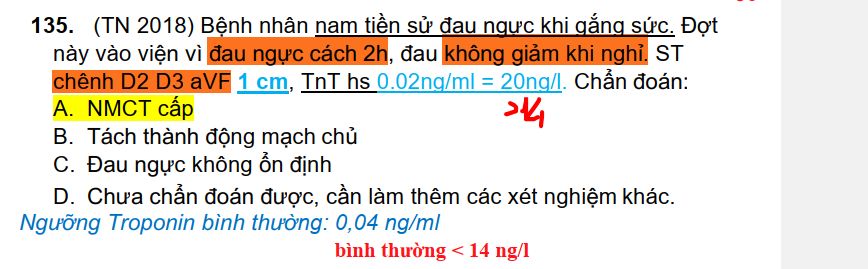 135. (TN 2018) Bệnh nhân nam tiền sử đau ngực khi gắng sức. Đợt
này vào viện vì đau ngực cách 2h, đau không giảm khi nghỉ. ST
chênh D2 D3 aVF 1 cm, TnT hs 0.02ng/ml = 20ng/l. Chẩn đoán:
A. NMCT cấp
B. Tách thành động mạch chủ
C. Đau ngực không ổn định
D. Chưa chẩn đoán được, cần làm thêm các xét nghiệm khác.
Ngưỡng Troponin bình thường: 0,04 ng/ml
bình thường < 14 ng/l